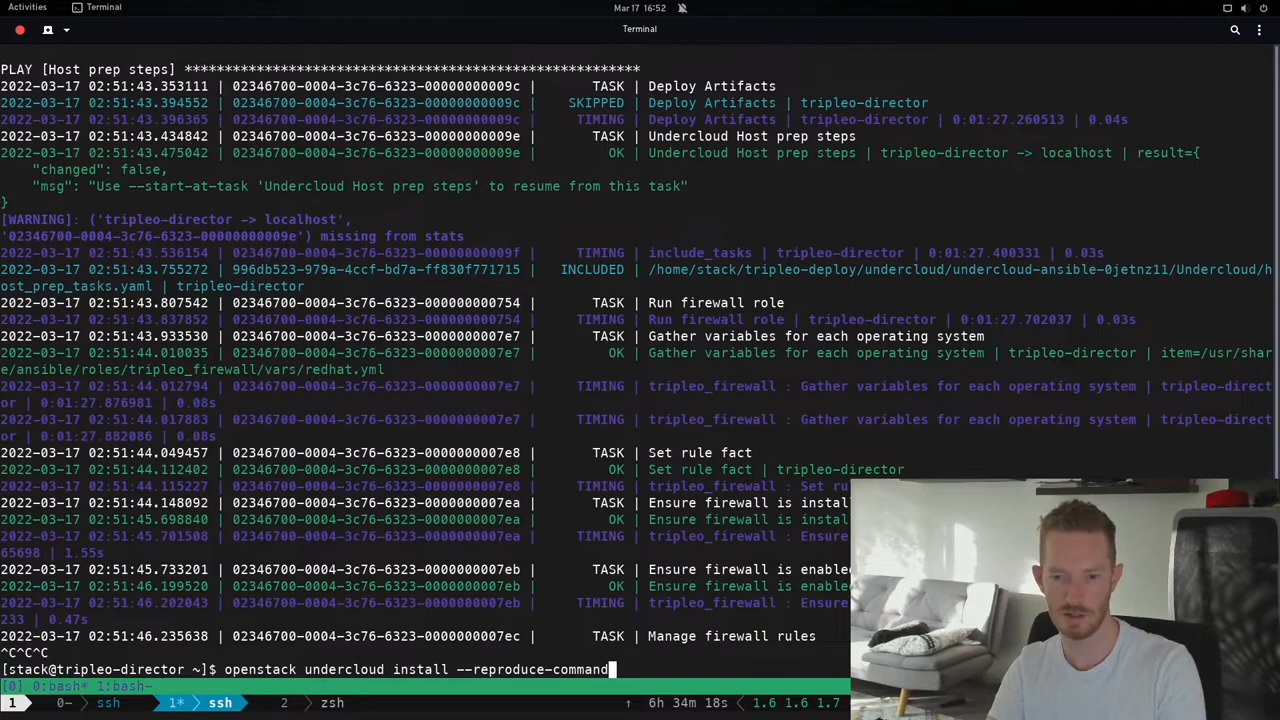 Activities
Terminal
Mar 17 16:52
Terminal
PLAY [Host prep steps] *********************************************************
2022-03-17 02:51:43.353111 | 02346700-0004-3c76-6323-00000000009c | TASK | Deploy Artifacts
2022-03-17 02:51:43.394552 | 02346700-0004-3c76-6323-00000000009c | SKIPPED | Deploy Artifacts | tripleo-director
2022-03-17 02:51:43.396365 | 02346700-0004-3c76-6323-00000000009c | TIMING | Deploy Artifacts | tripleo-director | 0:01:27.260513 | 0.04s
2022-03-17 02:51:43.434842 | 02346700-0004-3c76-6323-00000000009e | TASK | Undercloud Host prep steps
2022-03-17 02:51:43.475042 | 02346700-0004-3c76-6323-00000000009e | OK | Undercloud Host prep steps | tripleo-director -> localhost | result={
"changed": false,
"msg": "Use --start-at-task 'Undercloud Host prep steps' to resume from this task"
}
[WARNING]: ('tripleo-director -> localhost',
'02346700-0004-3c76-6323-00000000009e') missing from stats
2022-03-17 02:51:43.536154 | 02346700-0004-3c76-6323-00000000009f | TIMING | include_tasks | tripleo-director | 0:01:27.400331 | 0.03s
2022-03-17 02:51:43.755272 | 996db523-979a-4ccf-bd7a-ff830f771715 | INCLUDED | /home/stack/tripleo-deploy/undercloud/undercloud-ansible-0jetnz11/Undercloud/h
ost_prep_tasks.yaml | tripleo-director
2022-03-17 02:51:43.807542 | 02346700-0004-3c76-6323-000000000754 | TASK | Run firewall role
2022-03-17 02:51:43.837852 | 02346700-0004-3c76-6323-000000000754 | TIMING | Run firewall role | tripleo-director | 0:01:27.702037 | 0.03s
2022-03-17 02:51:43.933530 | 02346700-0004-3c76-6323-0000000007e7 | TASK | Gather variables for each operating system
2022-03-17 02:51:44.010035 | 02346700-0004-3c76-6323-0000000007e7 | OK | Gather variables for each operating system | tripleo-director | item=/usr/shar
e/ansible/roles/tripleo_firewall/vars/redhat.yml
2022-03-17 02:51:44.012794 | 02346700-0004-3c76-6323-0000000007e7 | TIMING | tripleo_firewall : Gather variables for each operating system | tripleo-direct
or | 0:01:27.876981 | 0.08s
2022-03-17 02:51:44.017883 | 02346700-0004-3c76-6323-0000000007e7 | TIMING | tripleo_firewall : Gather variables for each operating system | tripleo-direct
or | 0:01:27.882086 | 0.08s
2022-03-17 02:51:44.049457 | 02346700-0004-3c76-6323-0000000007e8 | TASK | Set rule fact
2022-03-17 02:51:44.112402 | 02346700-0004-3c76-6323-0000000007e8 | OK | Set rule fact | tripleo-director
2022-03-17 02:51:44.115227 | 02346700-0004-3c76-6323-0000000007e8 | TIMING | tripleo_firewall : Set ru
2022-03-17 02:51:44.148092 | 02346700-0004-3c76-6323-0000000007ea | TASK | Ensure firewall is instal
2022-03-17 02:51:45.698840 | 02346700-0004-3c76-6323-0000000007ea | OK | Ensure firewall is instal
2022-03-17 02:51:45.701508 | 02346700-0004-3c76-6323-0000000007ea | TIMING | tripleo_firewall : Ensure
65698 | 1.55s
2022-03-17 02:51:45.733201 | 02346700-0004-3c76-6323-0000000007eb | TASK | Ensure firewall is enable
2022-03-17 02:51:46.199520 | 02346700-0004-3c76-6323-0000000007eb | OK | Ensure firewall is enable
2022-03-17 02:51:46.202043 | 02346700-0004-3c76-6323-0000000007eb | TIMING | tripleo_firewall : Ensure
233 | 0.47s
2022-03-17 02:51:46.235638 | 02346700-0004-3c76-6323-0000000007ec | TASK | Manage firewall rules
^C^C^C^C
[stack@tripleo-director ~]$ openstack undercloud install --reproduce-command
[0] 0:bash* 1:bash-
1 0- ssh 1* ssh 2 zsh ↑ 6h 34m 18s 1.6 1.6 1.7